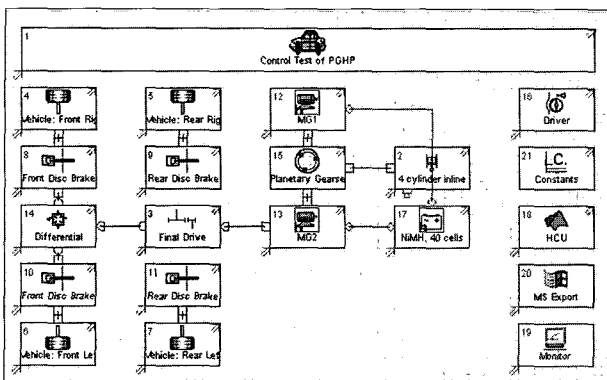 1
Control Test of PGHP
4
Vehicle: Front Rig
5
Vehicle: Rear Rig
12
MG1
16
Driver
8
Front Disc Brake
9
Rear Disc Brake
15
Planetary Gearse
2
4 cylinder inline
21
L.C.
Constants
14
Differential
3
Final Drive
13
MG2
17
NiMH, 40 cells
18
HCU
10
Front Disc Brake
11
Rear Disc Brake
20
MS Export
6
Vehicle: Front Let
7
Vehicle: Rear Let
19
Monitor